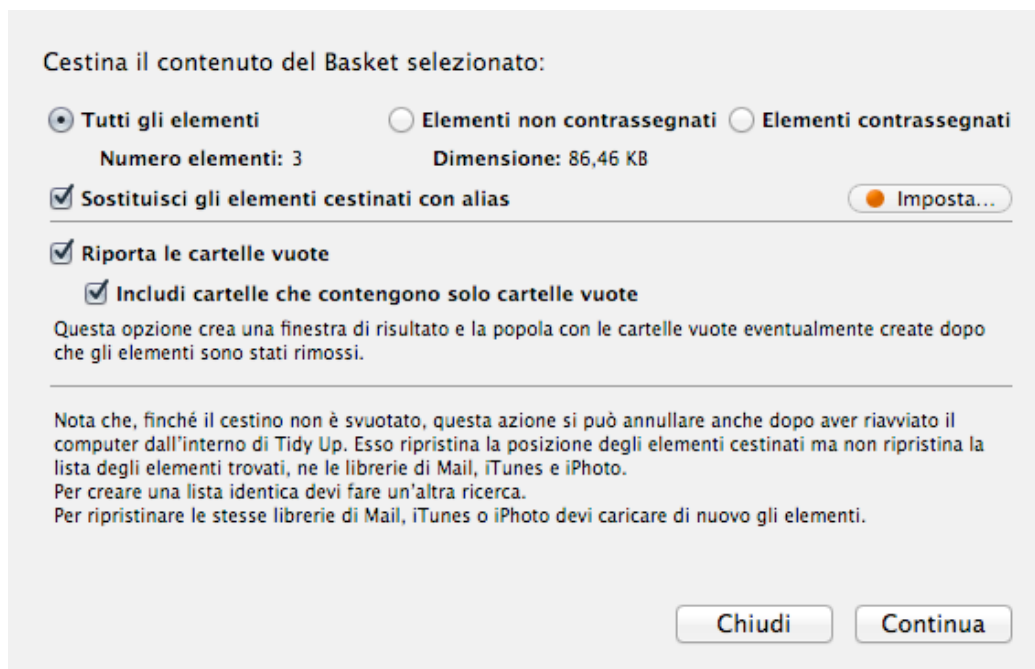 Cestina il contenuto del Basket selezionato:
Tutti gli elementi Elementi non contrassegnati Elementi contrassegnati
Numero elementi: 3 Dimensione: 86,46 KB
Sostituisci gli elementi cestinati con alias Imposta...
Riporta le cartelle vuote
Includi cartelle che contengono solo cartelle vuote
Questa opzione crea una finestra di risultato e la popola con le cartelle vuote eventualmente create dopo
che gli elementi sono stati rimossi.
Nota che, finché il cestino non è svuotato, questa azione si può annullare anche dopo aver riavviato il
computer dall'interno di Tidy Up. Esso ripristina la posizione degli elementi cestinati ma non ripristina la
lista degli elementi trovati, ne le librerie di Mail, iTunes e iPhoto.
Per creare una lista identica devi fare un'altra ricerca.
Per ripristinare le stesse librerie di Mail, iTunes o iPhoto devi caricare di nuovo gli elementi.
Chiudi Continua